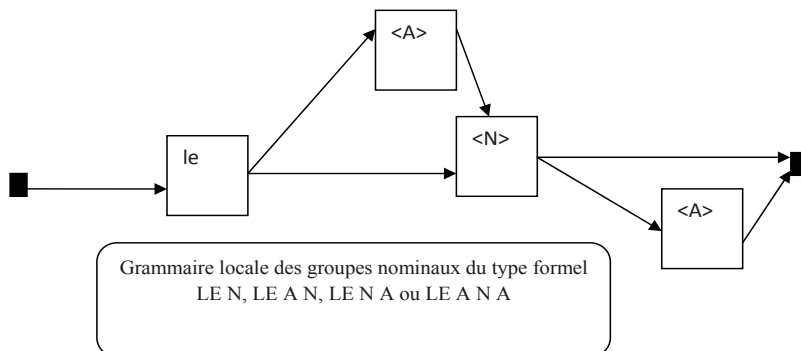 <A>
le
<N>
<A>
Grammaire locale des groupes nominaux du type formel
LE N, LE A N, LE N A ou LE A N A